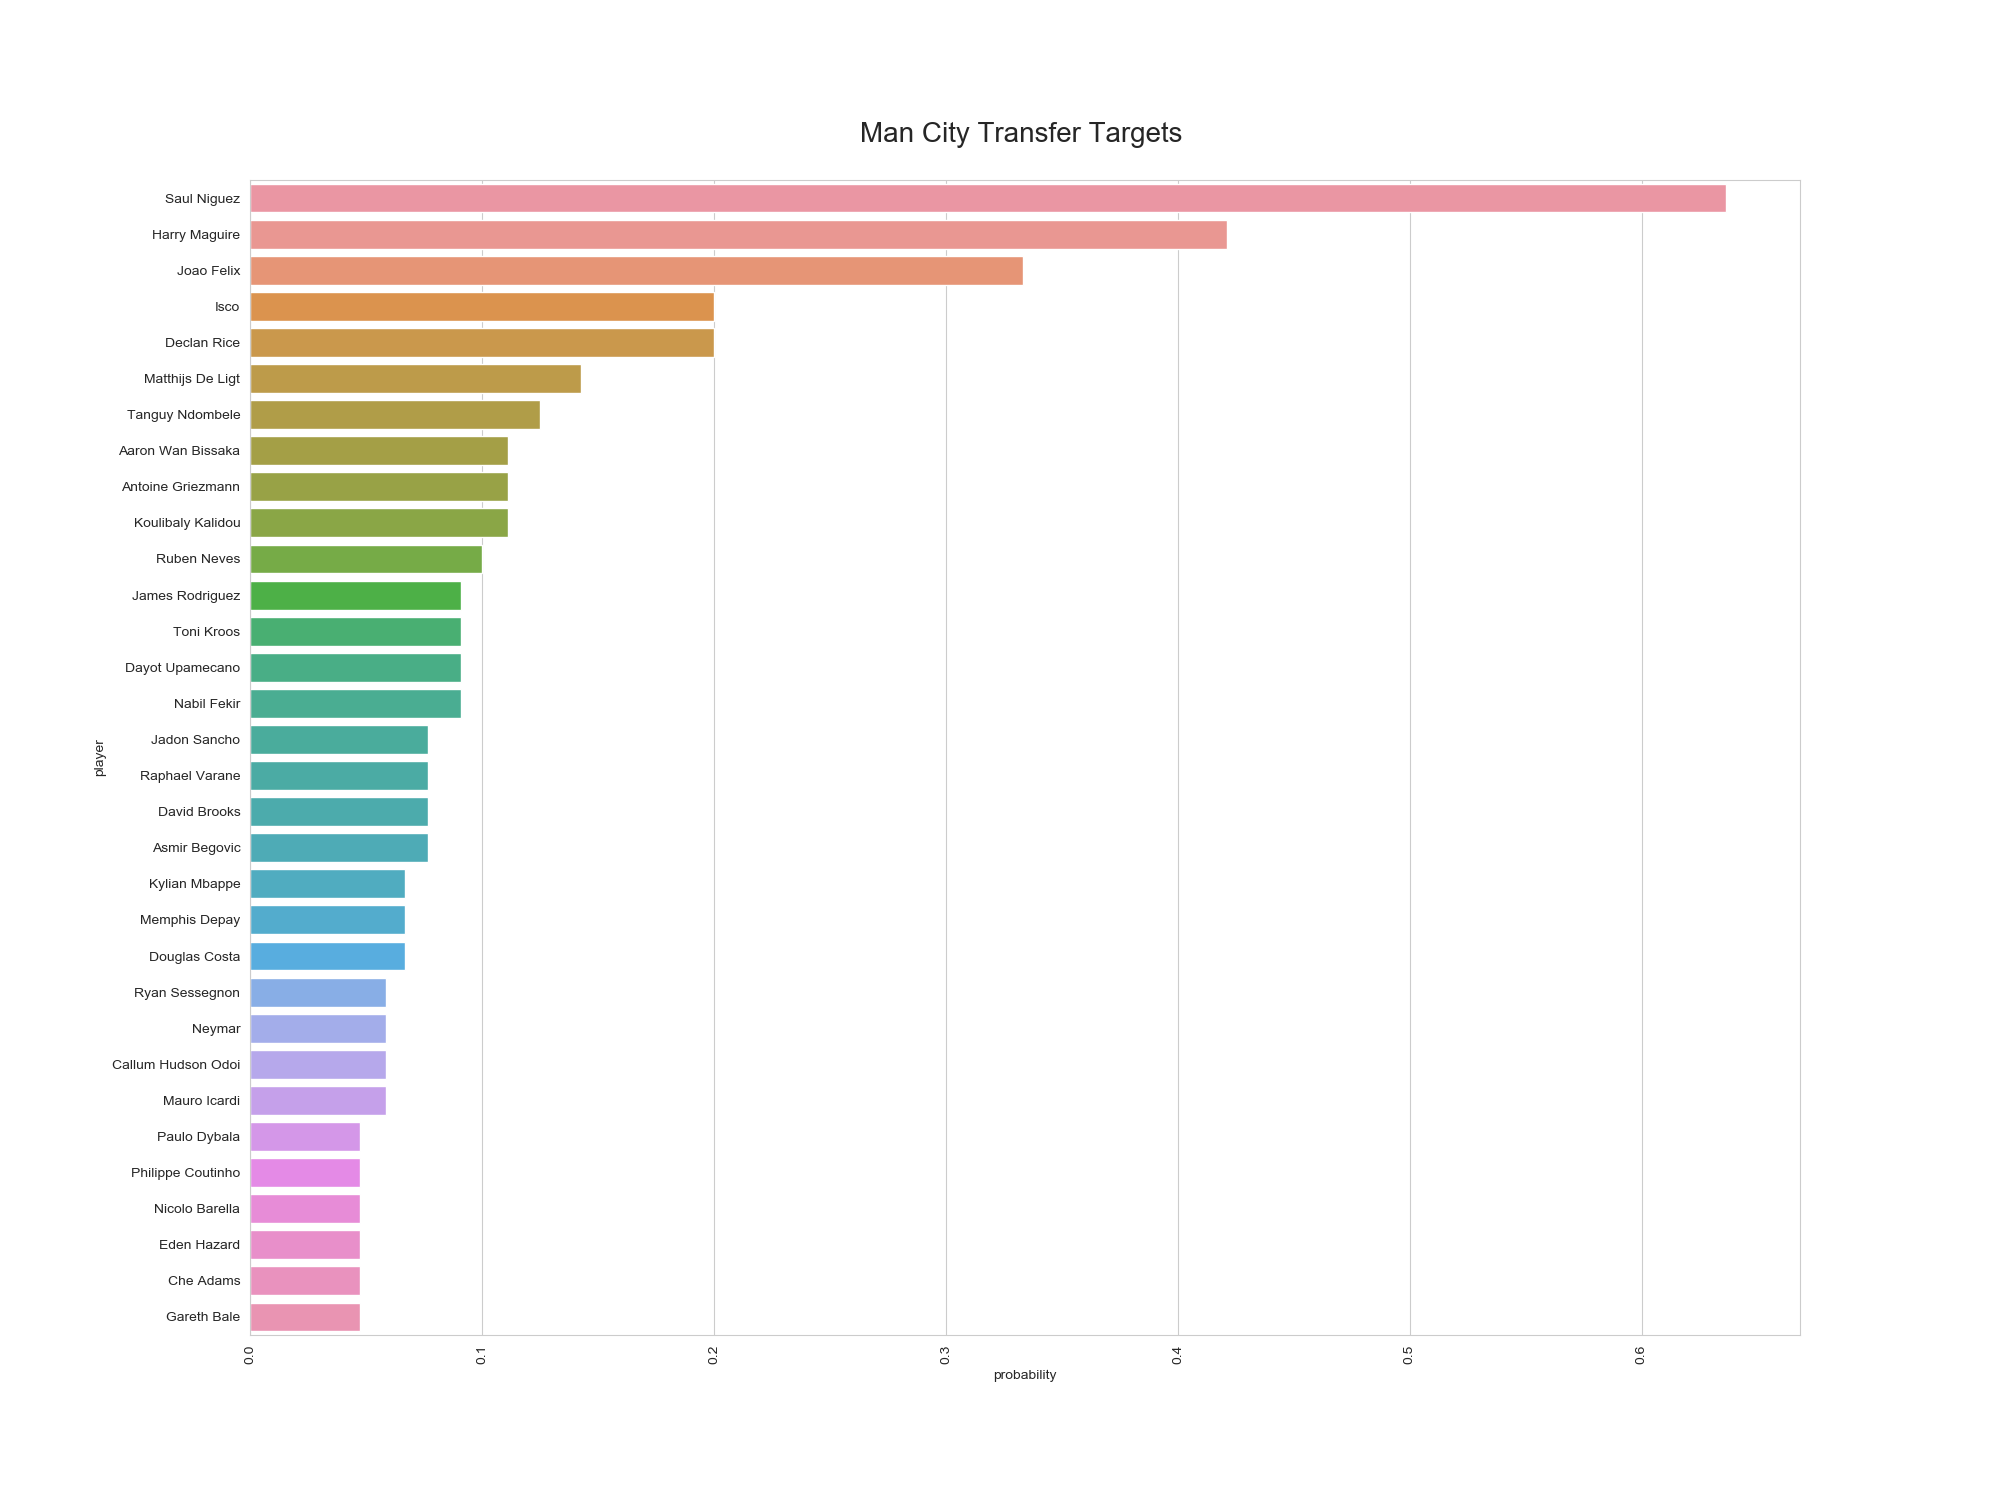 Man City Transfer Targets
Saul Niguez
Harry Maguire
Joao Felix
Isco
Declan Rice
Matthijs De Ligt
Tanguy Ndombele
Aaron Wan Bissaka
Antoine Griezmann
Koulibaly Kalidou
Ruben Neves
James Rodriguez
Toni Kroos
Dayot Upamecano
Nabil Fekir
Jadon Sancho
Raphael Varane
David Brooks
Asmir Begovic
Kylian Mbappe
Memphis Depay
Douglas Costa
Ryan Sessegnon
Neymar
Callum Hudson Odoi
Mauro Icardi
Paulo Dybala
Philippe Coutinho
Nicolo Barella
Eden Hazard
Che Adams
Gareth Bale
player
0.0
0.1
0.2
0.3
0.4
0.5
0.6
probability